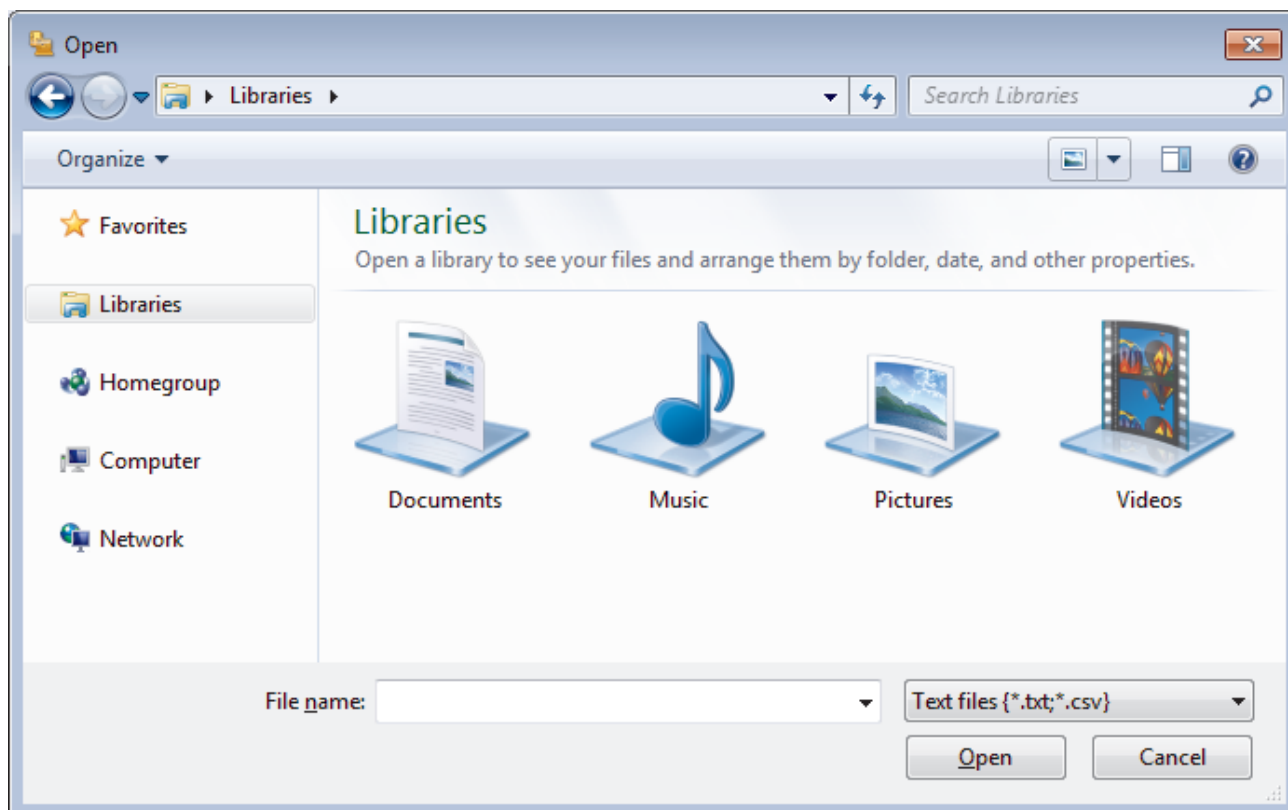 Open
Libraries
Search Libraries
Organize
Favorites
Libraries
Homegroup
Computer
Network
Libraries
Open a library to see your files and arrange them by folder, date, and other properties.
Documents
Music
Pictures
Videos
File name:
Text files {*.txt;*.csv}
Open
Cancel